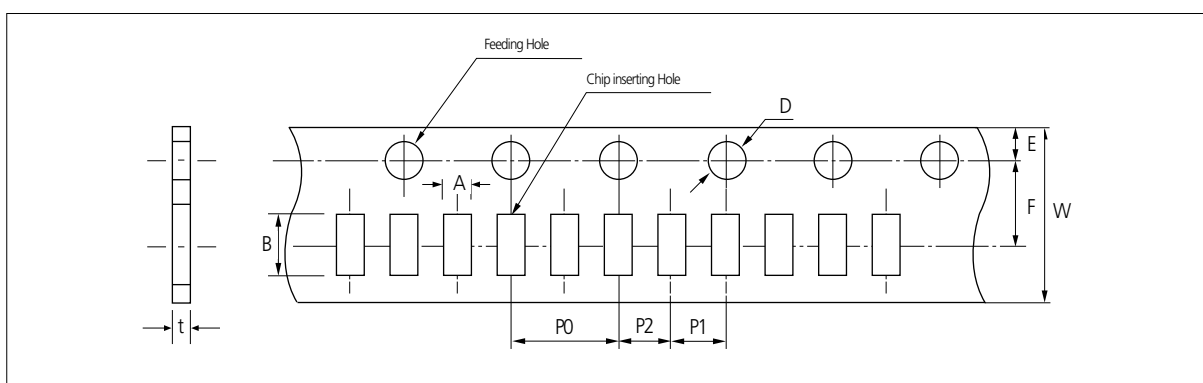 Feeding Hole
Chip inserting Hole
D
E
A
F
W
B
t
P0
P2
P1